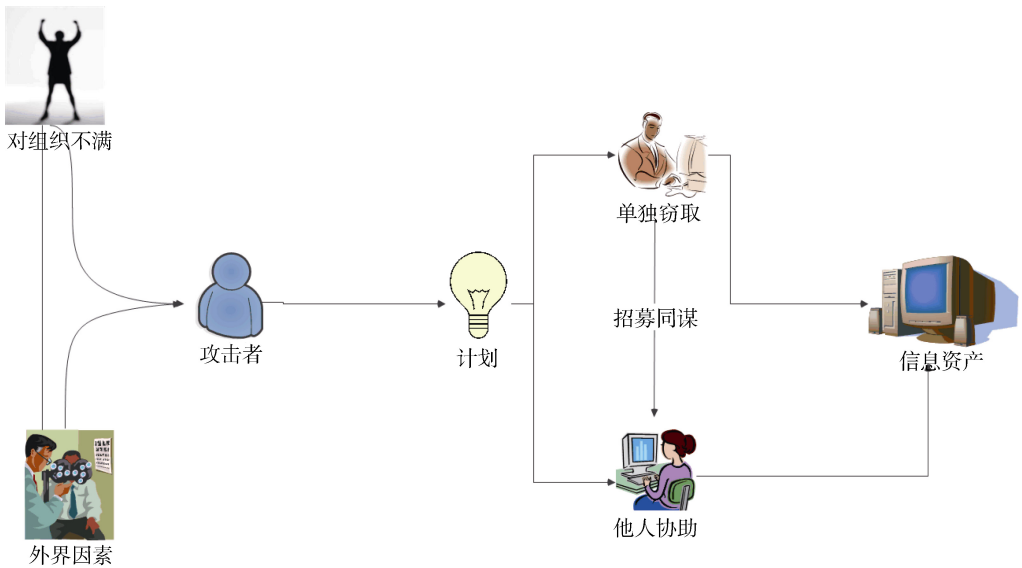 对组织不满
单独窃取
招募同谋
攻击者
计划
信息资产
他人协助
外界因素